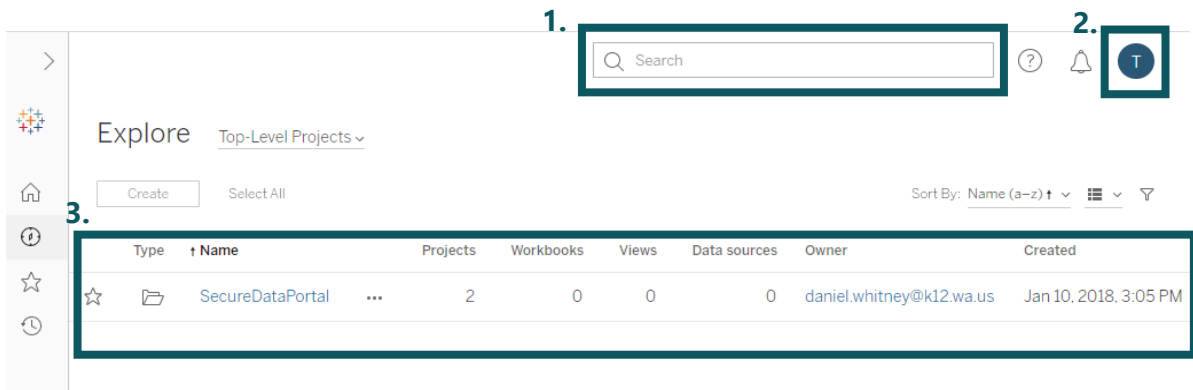 1.
2.
Search
?
T
Explore Top-Level Projects
Create Select All
Sort By: Name (a–z) ↑
3.
Type ↑ Name Projects Workbooks Views Data sources Owner Created
SecureDataPortal ... 2 0 0 0 daniel.whitney@k12.wa.us Jan 10, 2018, 3:05 PM